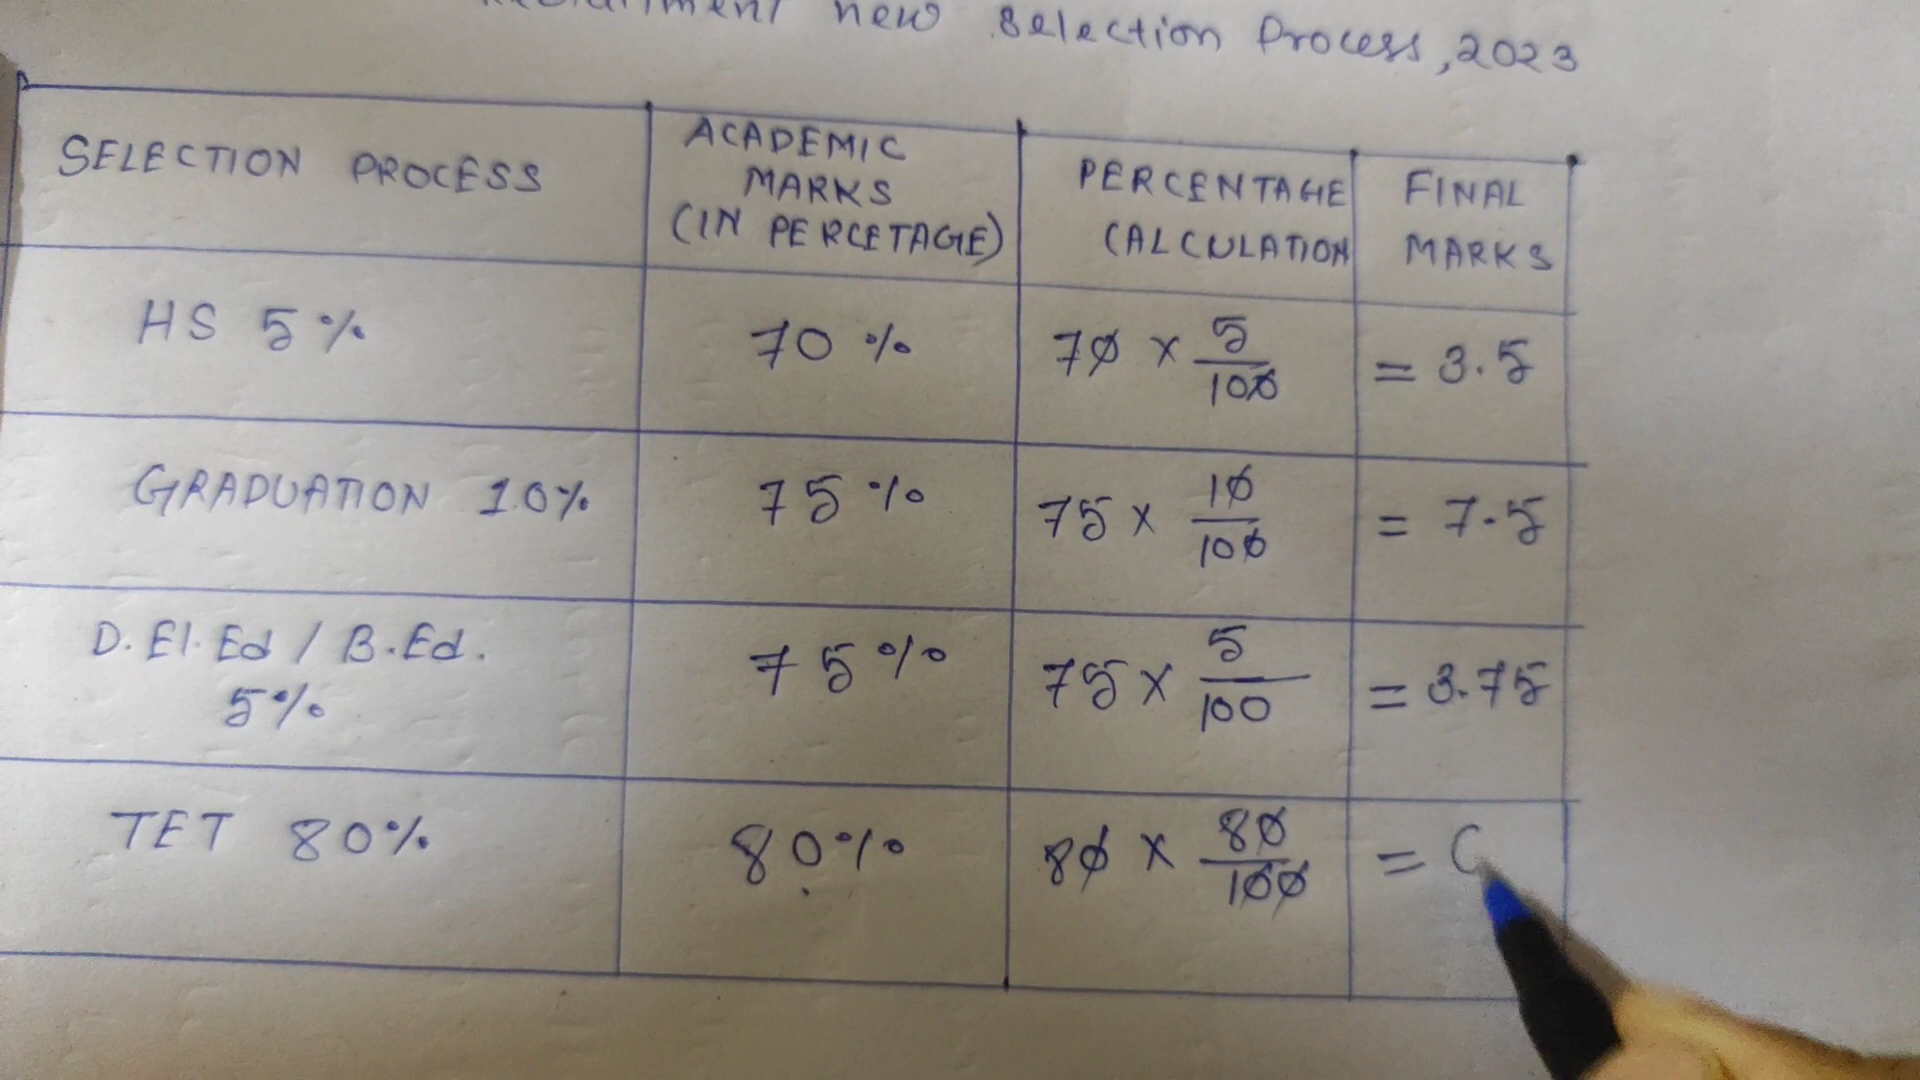 new Selection Process, 2023
SELECTION PROCESS
ACADEMIC
MARKS
(IN PERCETAGE)
PERCENTAGE
CALCULATION
FINAL
MARKS
HS 5%
70%
70 × 5/100
= 3.5
GRADUATION 10%
75%
75 × 10/100
= 7.5
D.El.Ed / B.Ed.
5%
75%
75 × 5/100
= 3.75
TET 80%
80%
80 × 80/100
=